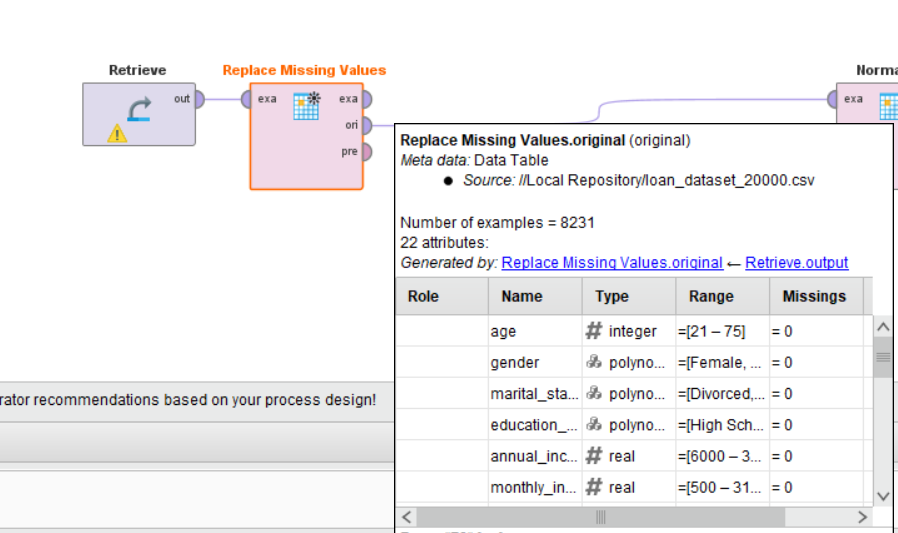 Retrieve
Replace Missing Values
Norma
out
exa
exa
exa
ori
pre
Replace Missing Values.original (original)
Meta data: Data Table
● Source: //Local Repository/loan_dataset_20000.csv
Number of examples = 8231
22 attributes:
Generated by: Replace Missing Values.original ← Retrieve.output
Role Name Type Range Missings
age # integer =[21 – 75] = 0
gender polyno... =[Female, ... = 0
marital_sta... polyno... =[Divorced,... = 0
education_... polyno... =[High Sch... = 0
annual_inc... # real =[6000 – 3... = 0
monthly_in... # real =[500 – 31... = 0
rator recommendations based on your process design!